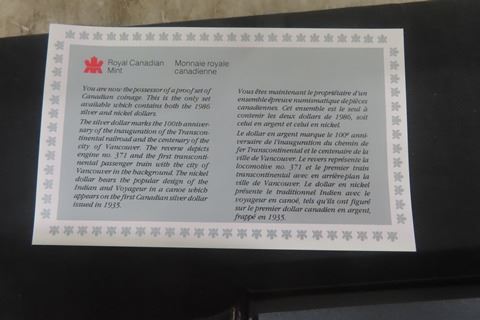 Royal Canadian
Mint
Monnaie royale
canadienne
You are now the possessor of a proof set of
Canadian coinage. This is the only set
available which contains both the 1986
silver and nickel dollars.
The silver dollar marks the 100th anniver-
sary of the inauguration of the Transcon-
tinental railroad and the centenary of the
city of Vancouver. The reverse depicts
engine no. 371 and the first transconti-
nental passenger train with the city of
Vancouver in the background. The nickel
dollar bears the popular design of the
Indian and Voyageur in a canoe which
appears on the first Canadian silver dollar
issued in 1935.
Vous êtes maintenant le propriétaire d'un
ensemble épreuve numismatique de pièces
canadiennes. Cet ensemble est le seul à
contenir les deux dollars de 1986, soit
celui en argent et celui en nickel.
Le dollar en argent marque le 100e anni-
versaire de l'inauguration du chemin de
fer Transcontinental et le centenaire de la
ville de Vancouver. Le revers représente la
locomotive no 371 et le premier train
transcontinental avec en arrière-plan la
ville de Vancouver. Le dollar en nickel
présente le traditionnel Indien avec le
voyageur en canoë, tels qu'ils ont figuré
sur le premier dollar canadien en argent,
frappé en 1935.